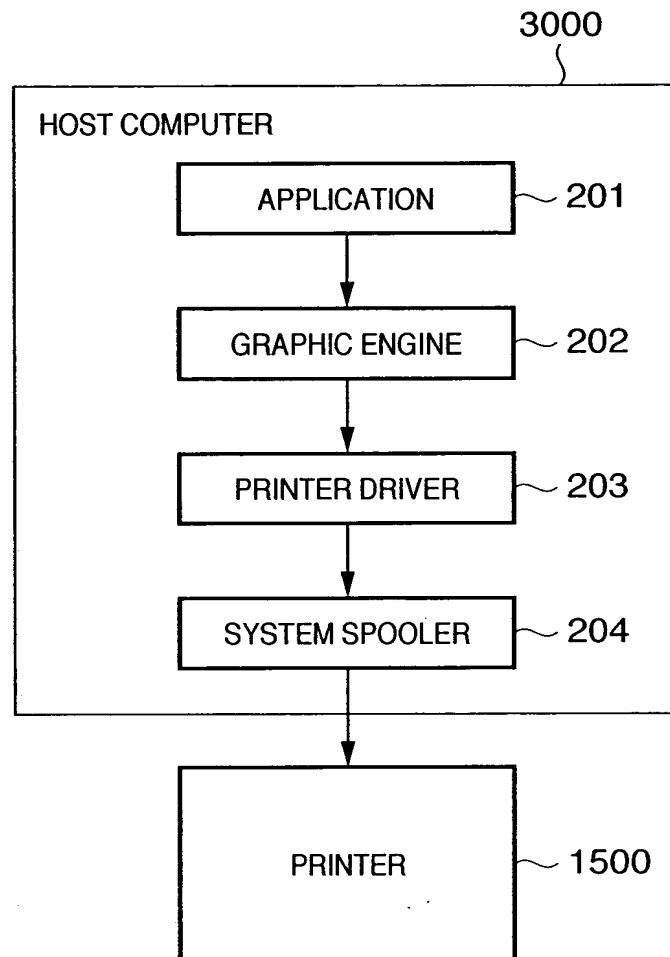 3000
HOST COMPUTER
APPLICATION 201
GRAPHIC ENGINE 202
PRINTER DRIVER 203
SYSTEM SPOOLER 204
PRINTER 1500